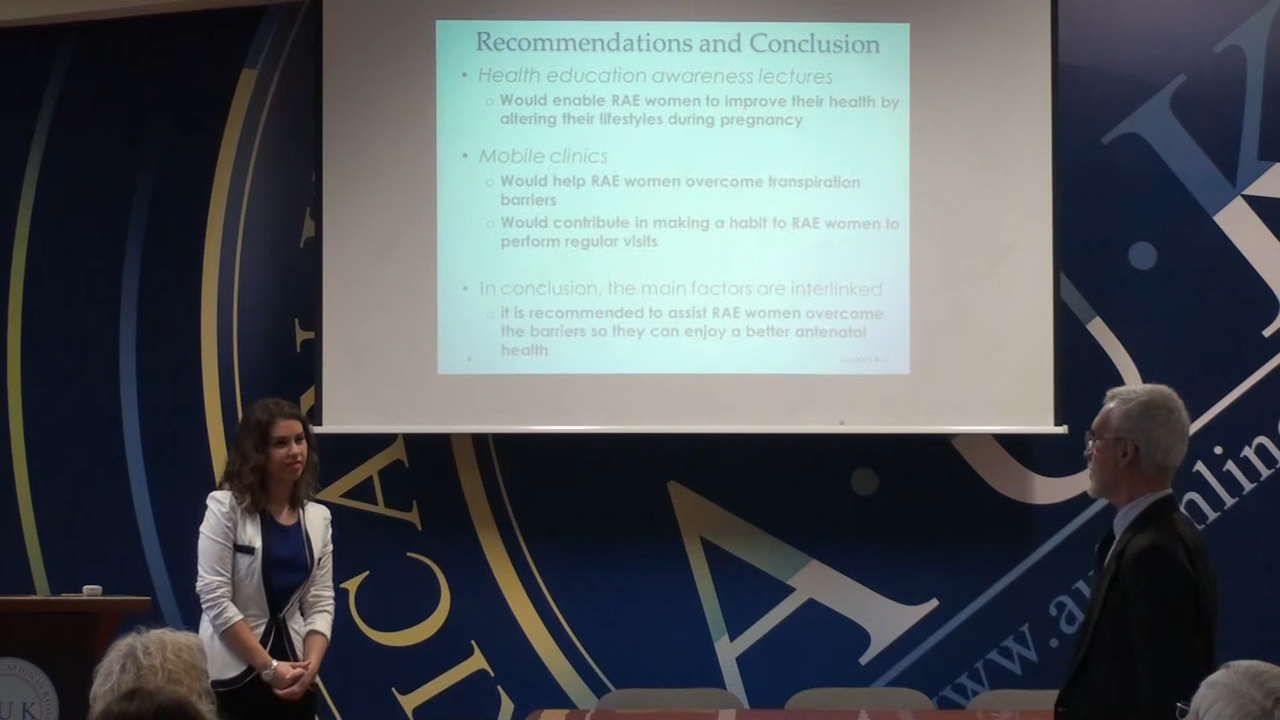 Recommendations and Conclusion
• Health education awareness lectures
○ Would enable RAE women to improve their health by
altering their lifestyles during pregnancy
• Mobile clinics
○ Would help RAE women overcome transpiration
barriers
○ Would contribute in making a habit to RAE women to
perform regular visits
• In conclusion, the main factors are interlinked
○ It is recommended to assist RAE women overcome
the barriers so they can enjoy a better antenatal
health
ICA
A
U
K
nline
www.au
UK